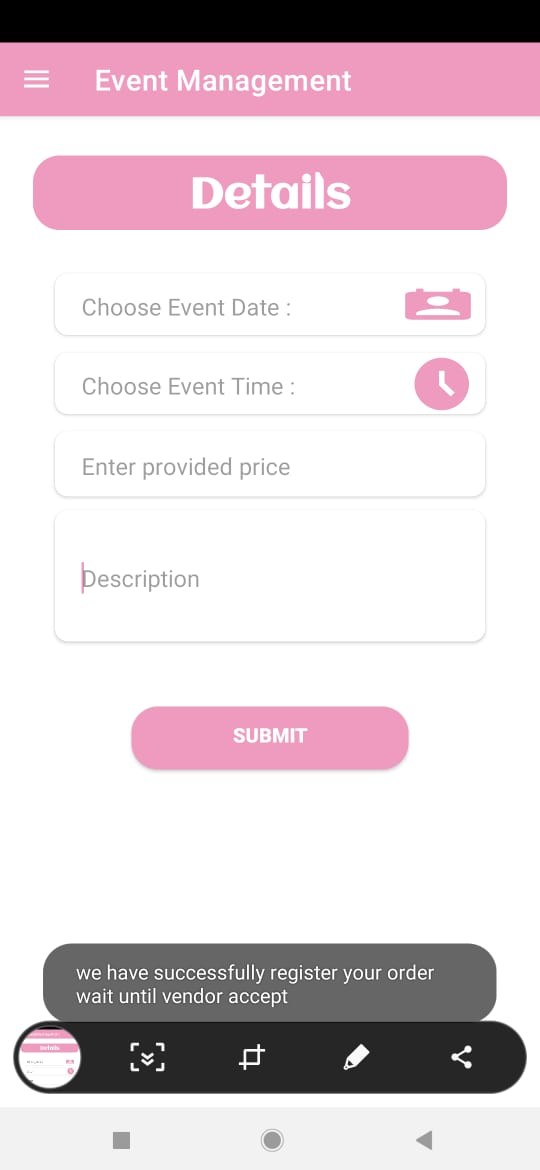 Event Management
Details
Choose Event Date :
Choose Event Time :
Enter provided price
Description
SUBMIT
we have successfully register your order
wait until vendor accept
Details